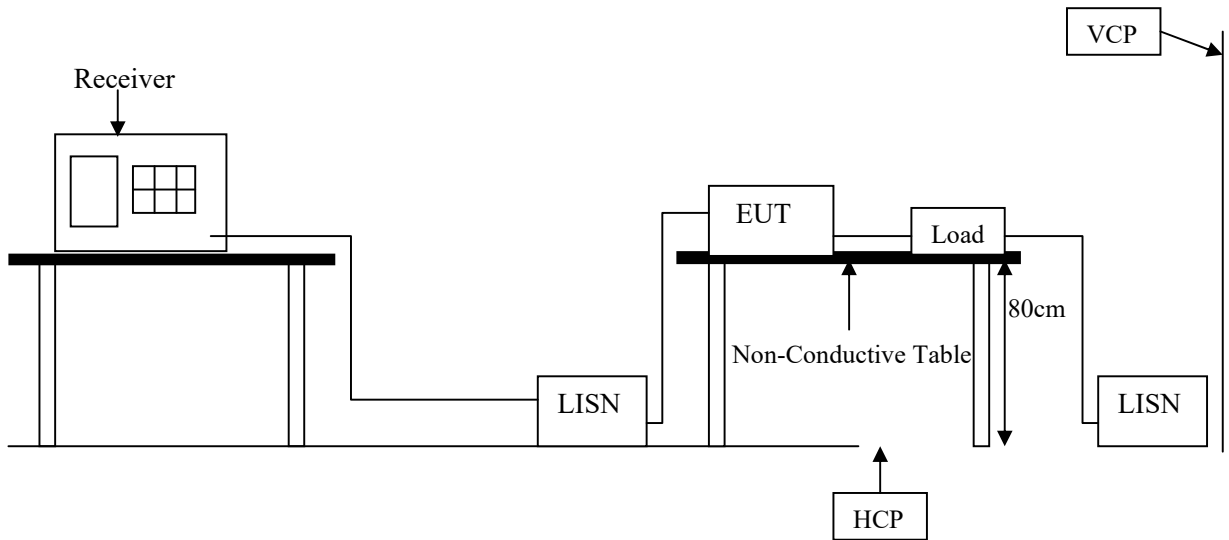 VCP
Receiver
EUT
Load
80cm
Non-Conductive Table
LISN
LISN
HCP